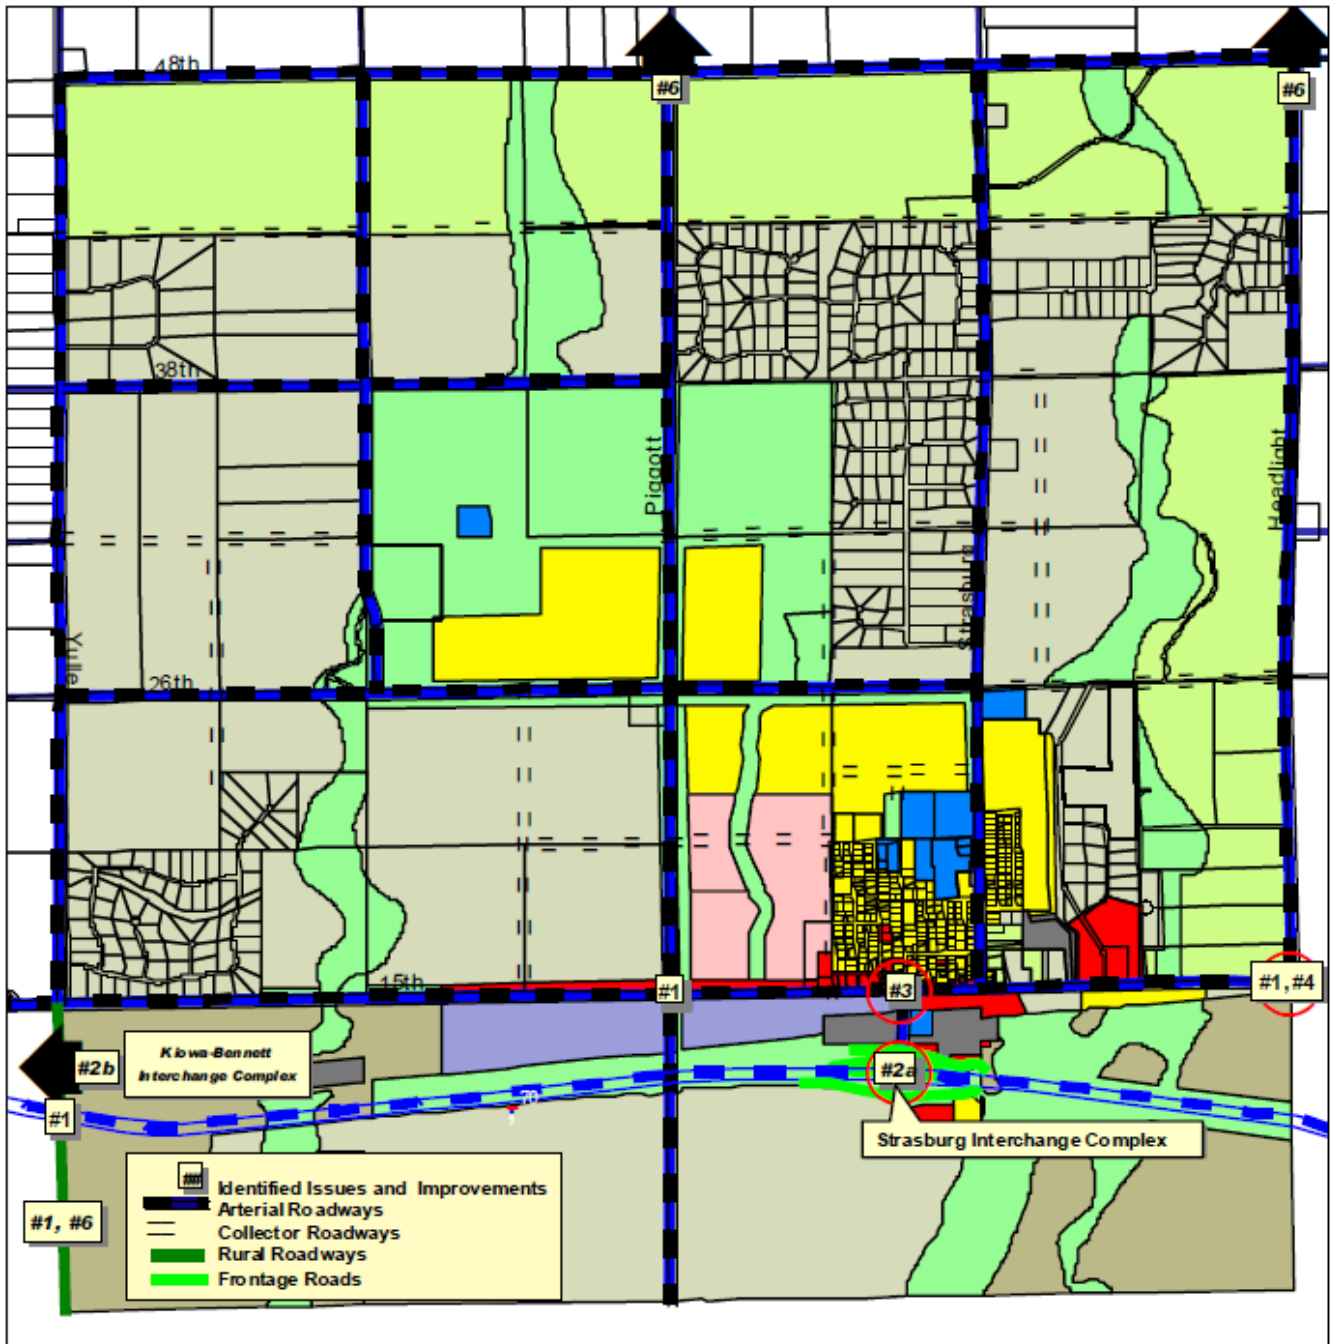 48th
#6
#6
38th
Piggott
Headlight
Strasburg
Yulle
26th
15th
#1
#3
#1, #4
#2b
Kiowa-Bennett
Interchange Complex
#2a
70
#1
Strasburg Interchange Complex
##
Identified Issues and Improvements
Arterial Roadways
Collector Roadways
Rural Roadways
Frontage Roads
#1, #6